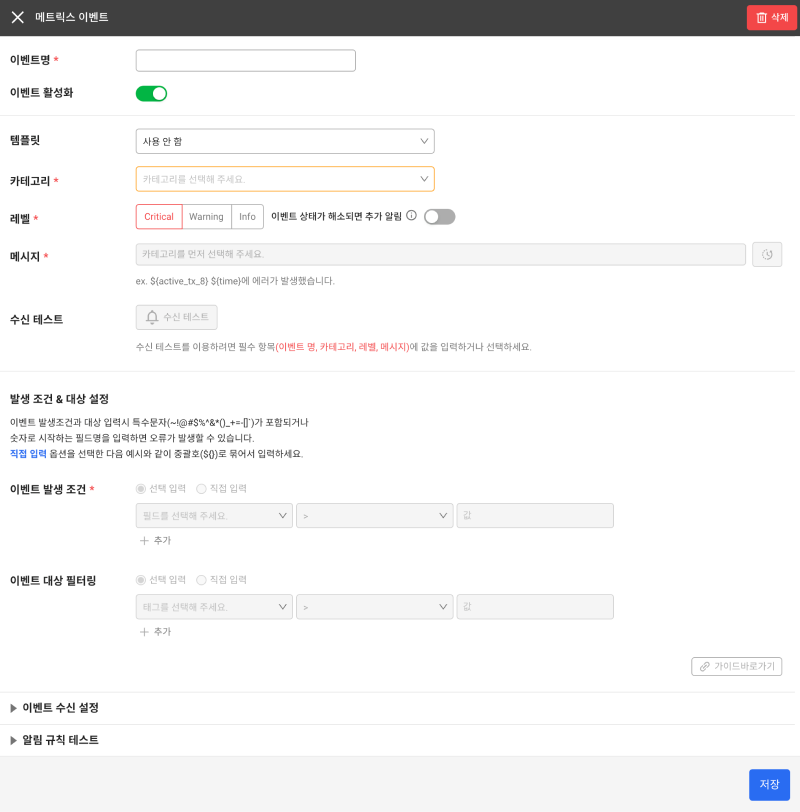 메트릭스 이벤트
삭제
이벤트명 *
이벤트 활성화
템플릿
사용 안 함
카테고리 *
카테고리를 선택해 주세요.
레벨 *
Critical Warning Info 이벤트 상태가 해소되면 추가 알림
메시지 *
카테고리를 먼저 선택해 주세요.
ex. ${active_tx_8} ${time}에 에러가 발생했습니다.
수신 테스트
수신 테스트
수신 테스트를 이용하려면 필수 항목(이벤트 명, 카테고리, 레벨, 메시지)에 값을 입력하거나 선택하세요.
발생 조건 & 대상 설정
이벤트 발생조건과 대상 입력시 특수문자(~!@#$%^&*()_+=-[]`)가 포함되거나
숫자로 시작하는 필드명을 입력하면 오류가 발생할 수 있습니다.
직접 입력 옵션을 선택한 다음 예시와 같이 중괄호(${})로 묶어서 입력하세요.
이벤트 발생 조건 *
선택 입력 직접 입력
필드를 선택해 주세요. > 값
+ 추가
이벤트 대상 필터링
선택 입력 직접 입력
태그를 선택해 주세요. > 값
+ 추가
가이드바로가기
이벤트 수신 설정
알림 규칙 테스트
저장